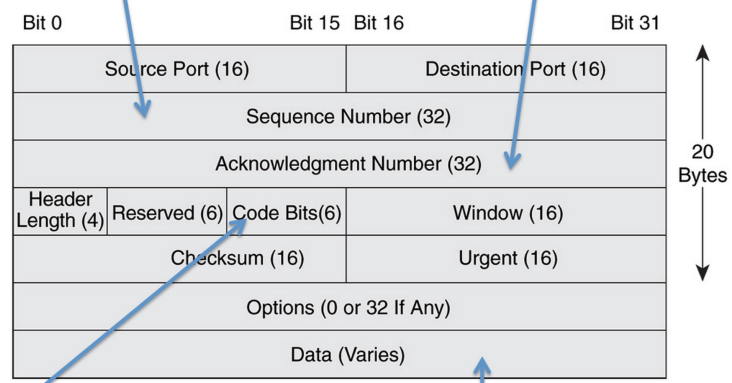 Bit 0 Bit 15 Bit 16 Bit 31
Source Port (16) Destination Port (16)
Sequence Number (32)
Acknowledgment Number (32)
20
Bytes
Header
Length (4) Reserved (6) Code Bits(6) Window (16)
Checksum (16) Urgent (16)
Options (0 or 32 If Any)
Data (Varies)